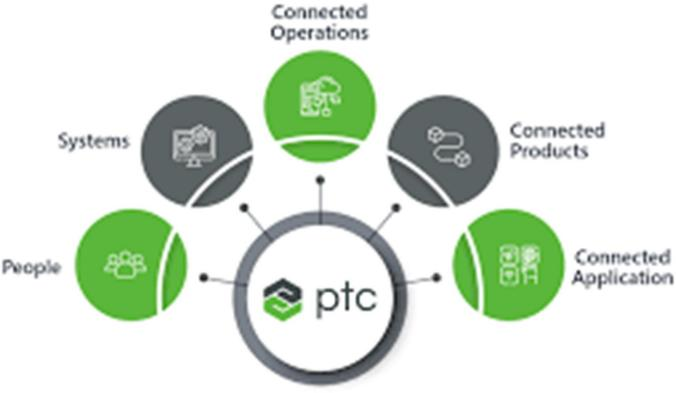 Connected
Operations
Systems
Connected
Products
People
Connected
Application
ptc